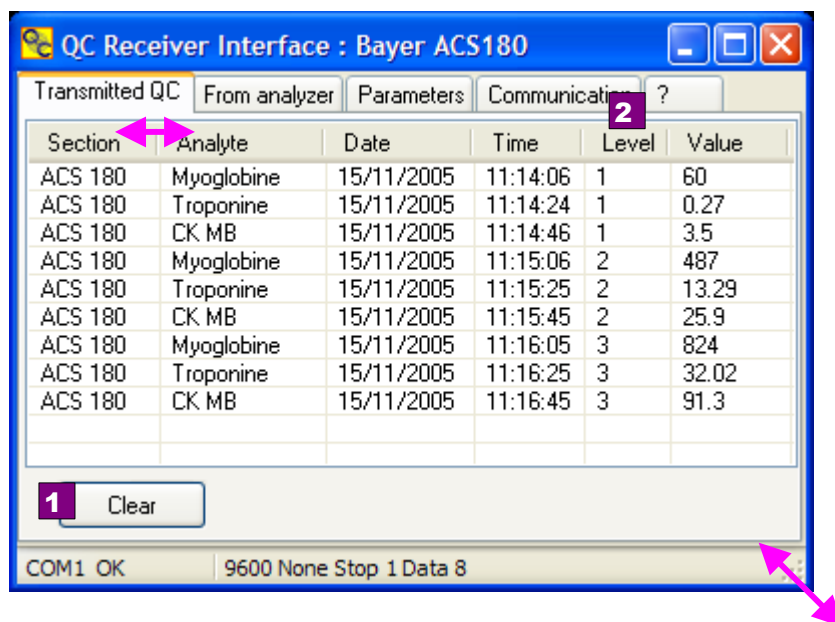 QC Receiver Interface : Bayer ACS180
Transmitted QC From analyzer Parameters Communication ?
2
Section Analyte Date Time Level Value
ACS 180 Myoglobine 15/11/2005 11:14:06 1 60
ACS 180 Troponine 15/11/2005 11:14:24 1 0.27
ACS 180 CK MB 15/11/2005 11:14:46 1 3.5
ACS 180 Myoglobine 15/11/2005 11:15:06 2 487
ACS 180 Troponine 15/11/2005 11:15:25 2 13.29
ACS 180 CK MB 15/11/2005 11:15:45 2 25.9
ACS 180 Myoglobine 15/11/2005 11:16:05 3 824
ACS 180 Troponine 15/11/2005 11:16:25 3 32.02
ACS 180 CK MB 15/11/2005 11:16:45 3 91.3
1 Clear
COM1 OK 9600 None Stop 1 Data 8